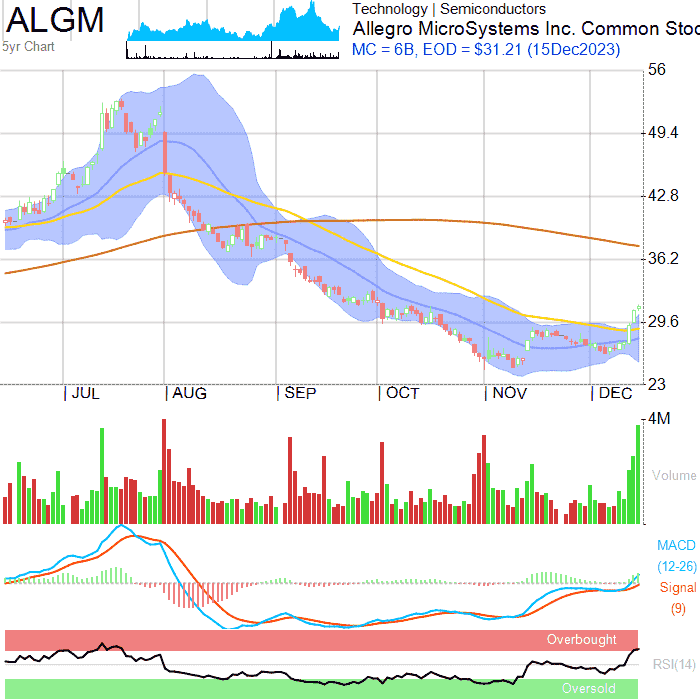 ALGM
5yr Chart
Technology | Semiconductors
Allegro MicroSystems Inc. Common Stoc
MC = 6B, EOD = $31.21 (15Dec2023)
56
49.4
42.8
36.2
29.6
23
| JUL
| AUG
| SEP
| OCT
| NOV
| DEC
4M
Volume
MACD
(12-26)
Signal
(9)
Overbought
RSI(14)
Oversold